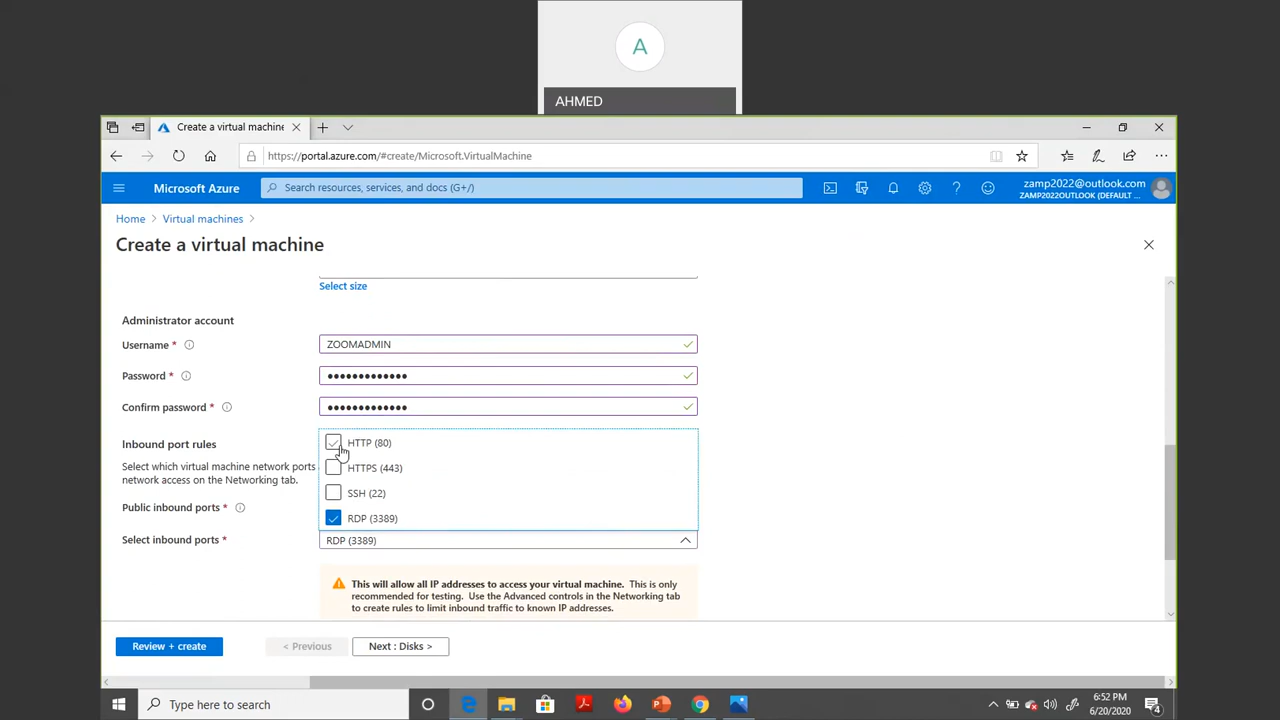 A
AHMED
Create a virtual machine
https://portal.azure.com/#create/Microsoft.VirtualMachine
Microsoft Azure
Search resources, services, and docs (G+/)
zamp2022@outlook.com
ZAMP2022OUTLOOK (DEFAULT ...
Home > Virtual machines >
Create a virtual machine
Select size
Administrator account
Username *
ZOOMADMIN
Password *
Confirm password *
Inbound port rules
Select which virtual machine network ports
network access on the Networking tab.
HTTP (80)
HTTPS (443)
SSH (22)
RDP (3389)
Public inbound ports *
Select inbound ports *
RDP (3389)
This will allow all IP addresses to access your virtual machine. This is only
recommended for testing. Use the Advanced controls in the Networking tab
to create rules to limit inbound traffic to known IP addresses.
Review + create
< Previous
Next : Disks >
Type here to search
6:52 PM
6/20/2020
4